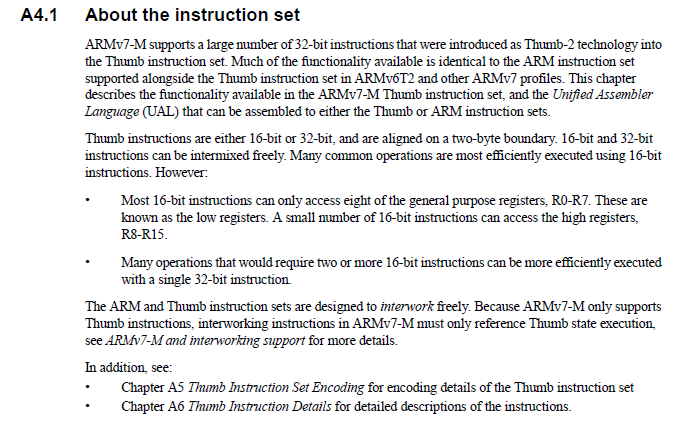 A4.1 About the instruction set
ARMv7-M supports a large number of 32-bit instructions that were introduced as Thumb-2 technology into
the Thumb instruction set. Much of the functionality available is identical to the ARM instruction set
supported alongside the Thumb instruction set in ARMv6T2 and other ARMv7 profiles. This chapter
describes the functionality available in the ARMv7-M Thumb instruction set, and the Unified Assembler
Language (UAL) that can be assembled to either the Thumb or ARM instruction sets.
Thumb instructions are either 16-bit or 32-bit, and are aligned on a two-byte boundary. 16-bit and 32-bit
instructions can be intermixed freely. Many common operations are most efficiently executed using 16-bit
instructions. However:
• Most 16-bit instructions can only access eight of the general purpose registers, R0-R7. These are
known as the low registers. A small number of 16-bit instructions can access the high registers,
R8-R15.
• Many operations that would require two or more 16-bit instructions can be more efficiently executed
with a single 32-bit instruction.
The ARM and Thumb instruction sets are designed to interwork freely. Because ARMv7-M only supports
Thumb instructions, interworking instructions in ARMv7-M must only reference Thumb state execution,
see ARMv7-M and interworking support for more details.
In addition, see:
• Chapter A5 Thumb Instruction Set Encoding for encoding details of the Thumb instruction set
• Chapter A6 Thumb Instruction Details for detailed descriptions of the instructions.